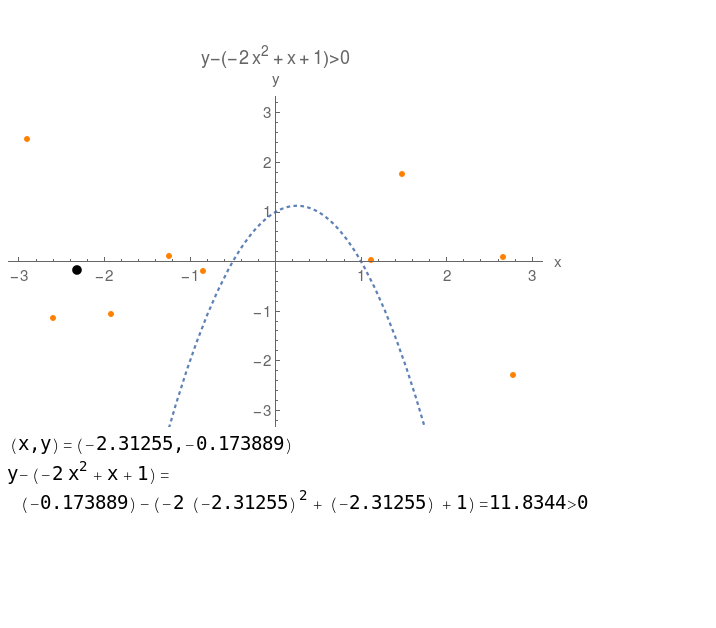 y−(−2 x² + x + 1)>0
y
3
2
1
−3 −2 −1 1 2 3 x
−1
−2
−3
(x,y) = (−2.31255,−0.173889)
y− (−2 x² + x + 1) =
(−0.173889) − (−2 (−2.31255)² + (−2.31255) + 1) =11.8344>0